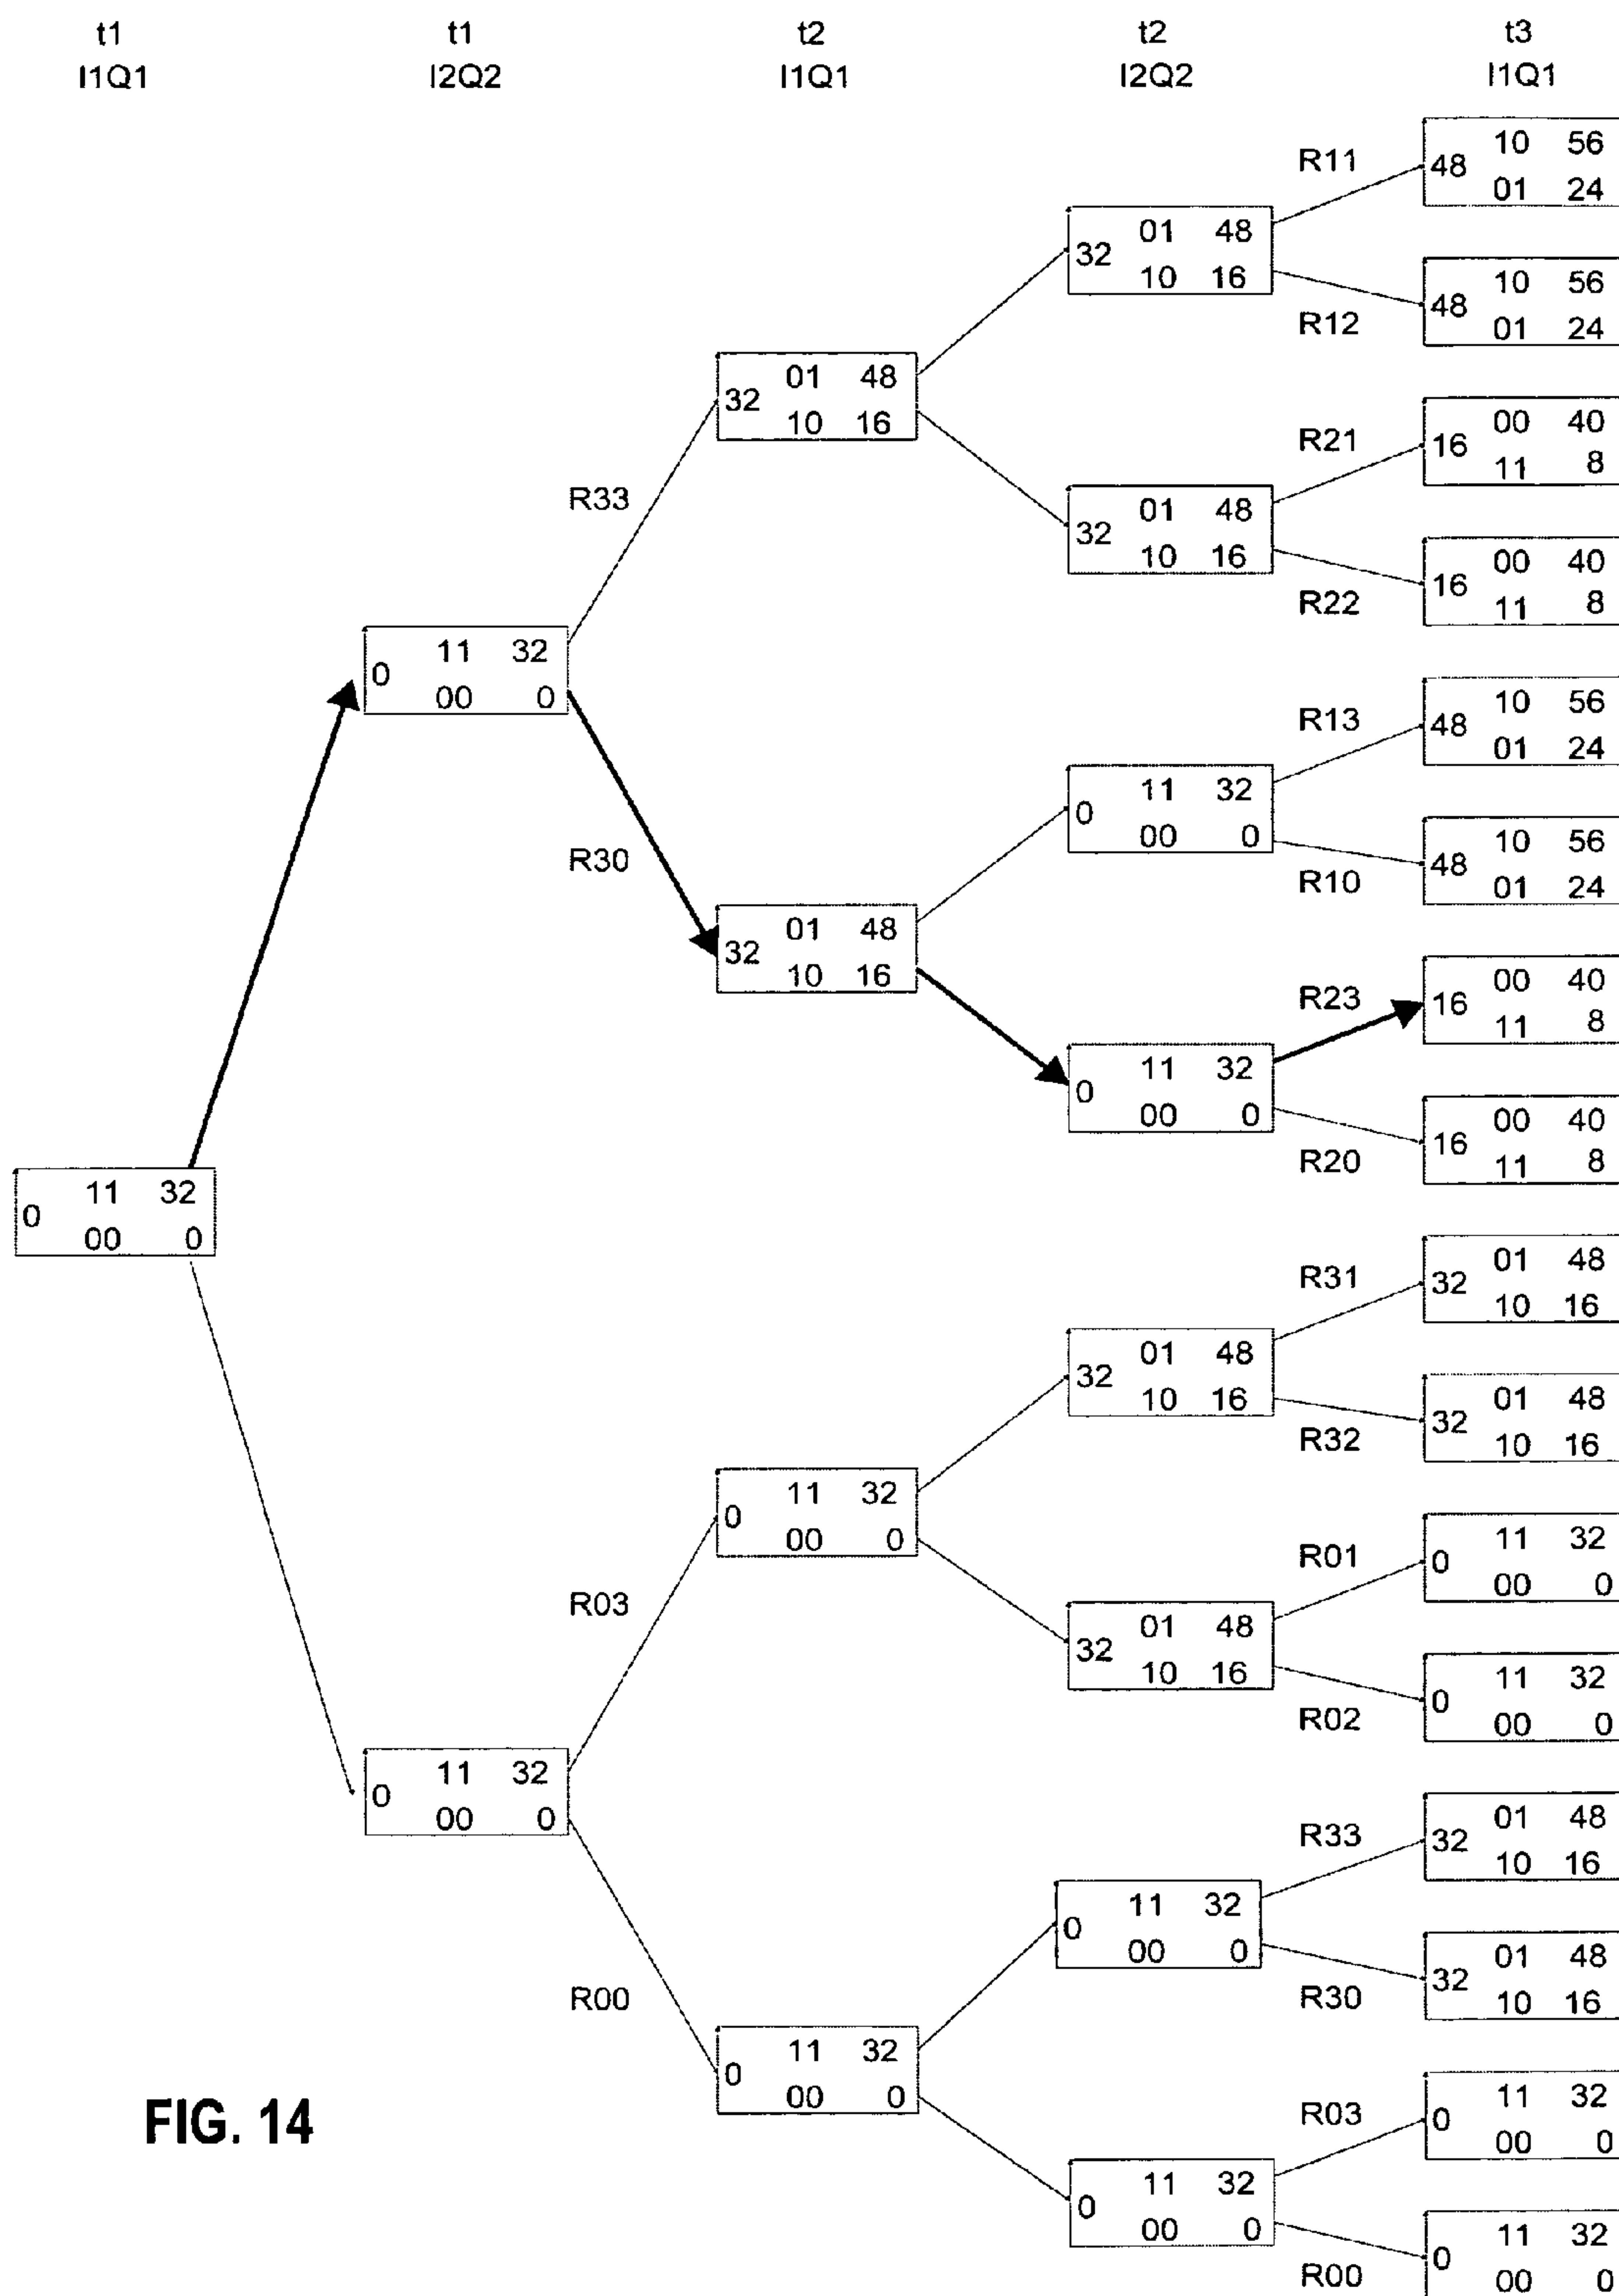 t1 t1 t2 t2 t3
I1Q1 I2Q2 I1Q1 I2Q2 I1Q1
R11
48 10 56
01 24
32 01 48
10 16
R12
48 10 56
01 24
32 01 48
10 16
R21
16 00 40
11 8
R33
32 01 48
10 16
R22
16 00 40
11 8
0 11 32
00 0
R13
48 10 56
01 24
0 11 32
00 0
R10
48 10 56
01 24
R30
32 01 48
10 16
R23
16 00 40
11 8
0 11 32
00 0
R20
16 00 40
11 8
0 11 32
00 0
R31
32 01 48
10 16
32 01 48
10 16
R32
32 01 48
10 16
0 11 32
00 0
R01
0 11 32
00 0
R03
32 01 48
10 16
R02
0 11 32
00 0
0 11 32
00 0
R33
32 01 48
10 16
0 11 32
00 0
R30
32 01 48
10 16
R00
0 11 32
00 0
R03
0 11 32
00 0
0 11 32
00 0
R00
0 11 32
00 0
FIG. 14